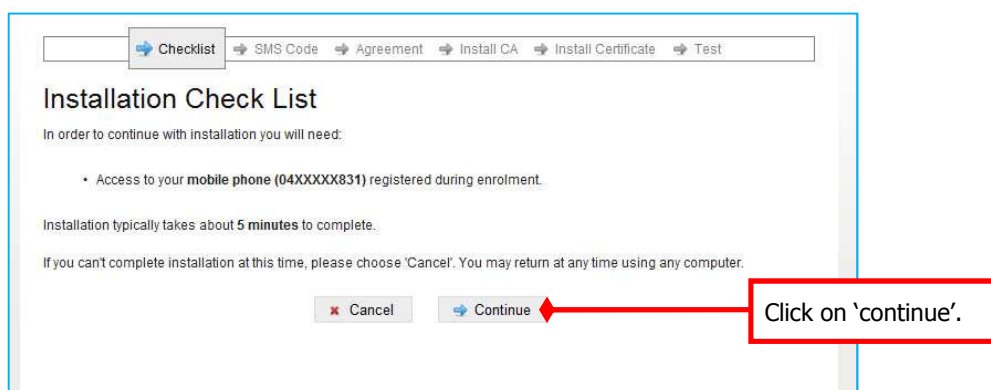 Checklist SMS Code Agreement Install CA Install Certificate Test
Installation Check List
In order to continue with installation you will need:
• Access to your mobile phone (04XXXXX831) registered during enrolment.
Installation typically takes about 5 minutes to complete.
If you can't complete installation at this time, please choose 'Cancel'. You may return at any time using any computer.
Cancel Continue
Click on ‘continue’.